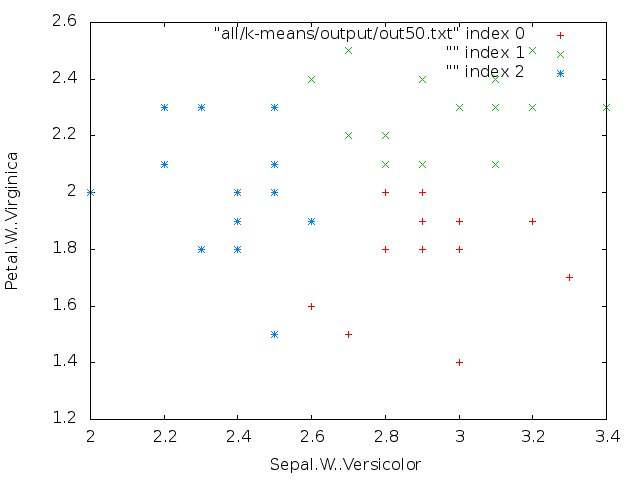 2.6
"all/k-means/output/out50.txt" index 0
"" index 1
2.4
"" index 2
2.2
2
1.8
1.6
1.4
1.2
Petal.W..Virginica
2 2.2 2.4 2.6 2.8 3 3.2 3.4
Sepal.W..Versicolor